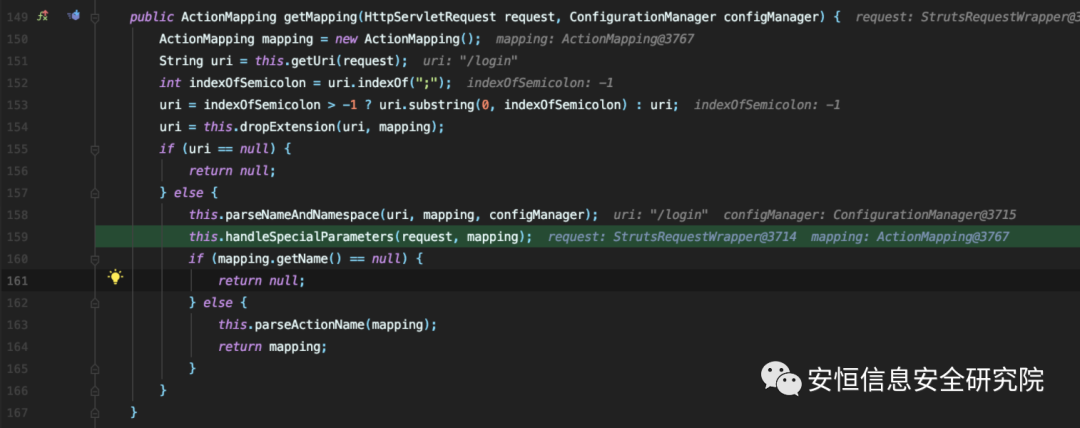 149 public ActionMapping getMapping(HttpServletRequest request, ConfigurationManager configManager) { request: StrutsRequestWrapper@3
150 ActionMapping mapping = new ActionMapping(); mapping: ActionMapping@3767
151 String uri = this.getUri(request); uri: "/login"
152 int indexOfSemicolon = uri.indexOf(";"); indexOfSemicolon: -1
153 uri = indexOfSemicolon > -1 ? uri.substring(0, indexOfSemicolon) : uri; indexOfSemicolon: -1
154 uri = this.dropExtension(uri, mapping);
155 if (uri == null) {
156 return null;
157 } else {
158 this.parseNameAndNamespace(uri, mapping, configManager); uri: "/login" configManager: ConfigurationManager@3715
159 this.handleSpecialParameters(request, mapping); request: StrutsRequestWrapper@3714 mapping: ActionMapping@3767
160 if (mapping.getName() == null) {
161 return null;
162 } else {
163 this.parseActionName(mapping);
164 return mapping;
165 }
166 }
167 }
安恒信息安全研究院